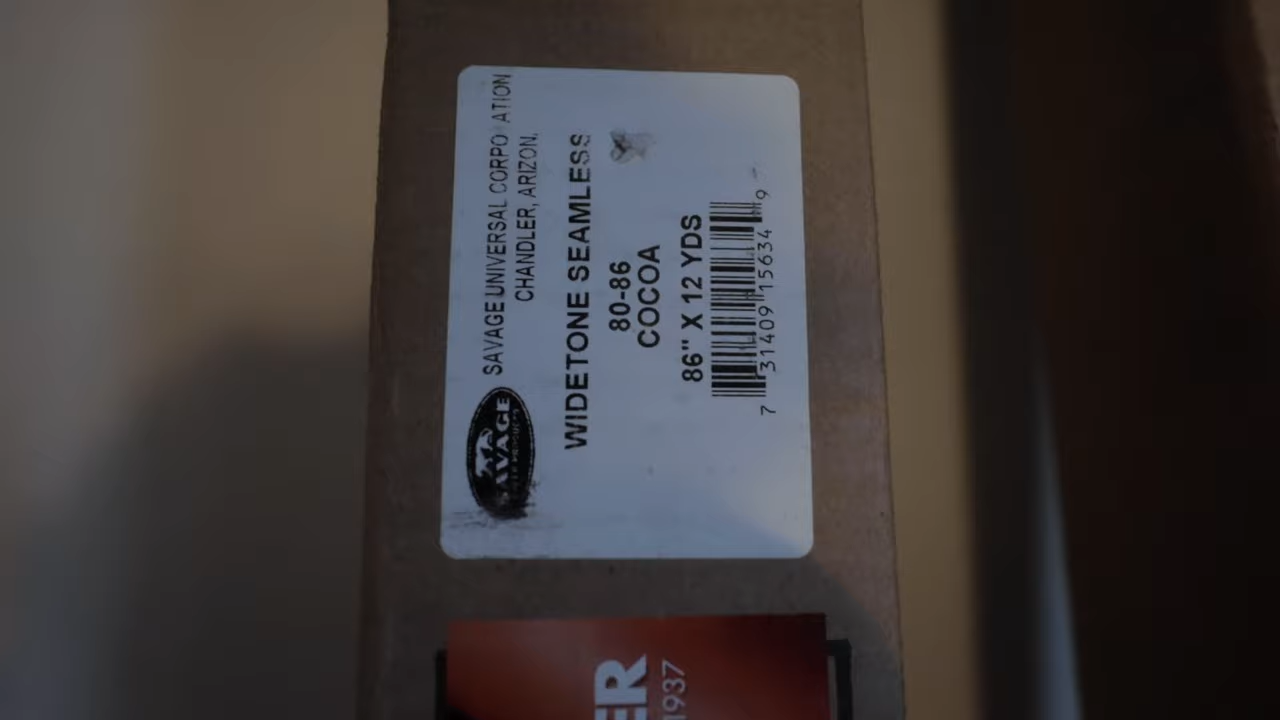 SAVAGE UNIVERSAL CORPO ATION
CHANDLER, ARIZON.
SAVAGE
WIDETONE SEAMLESS
80-86
COCOA
86" X 12 YDS
7 31409 15634 9
ER
1937